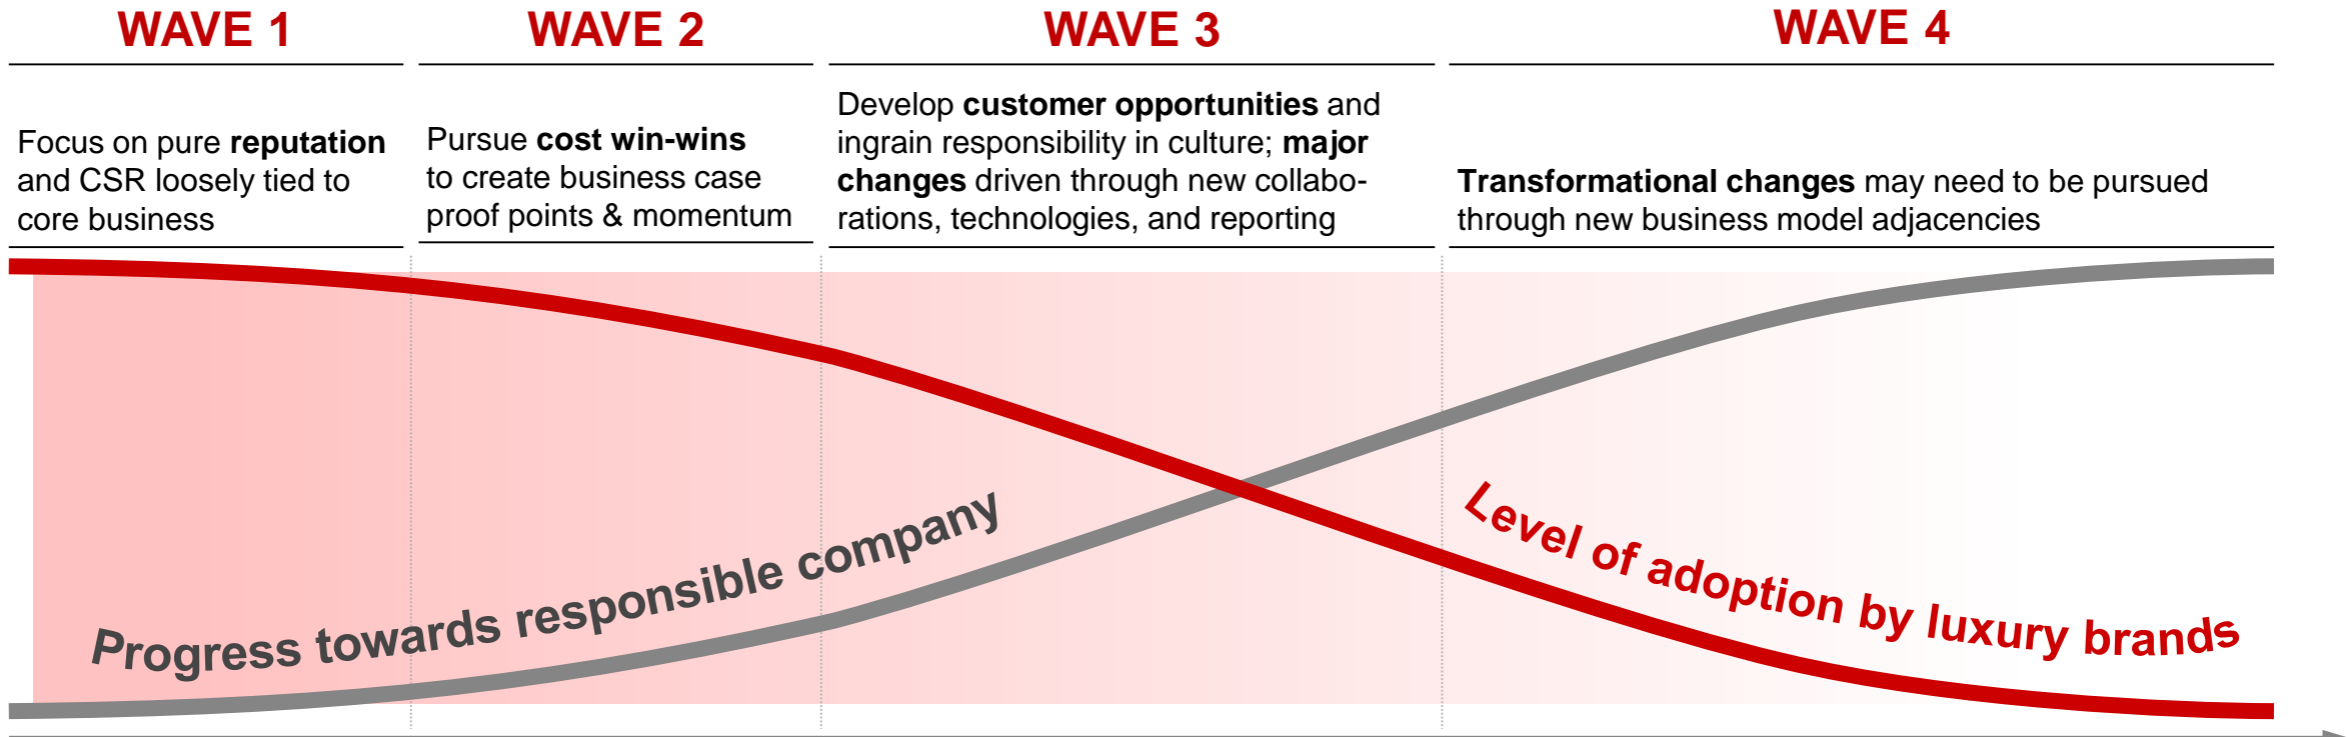 WAVE 1
WAVE 2
WAVE 3
WAVE 4
Focus on pure reputation
and CSR loosely tied to
core business
Pursue cost win-wins
to create business case
proof points & momentum
Develop customer opportunities and
ingrain responsibility in culture; major
changes driven through new collabo-
rations, technologies, and reporting
Transformational changes may need to be pursued
through new business model adjacencies
Progress towards responsible company
Level of adoption by luxury brands